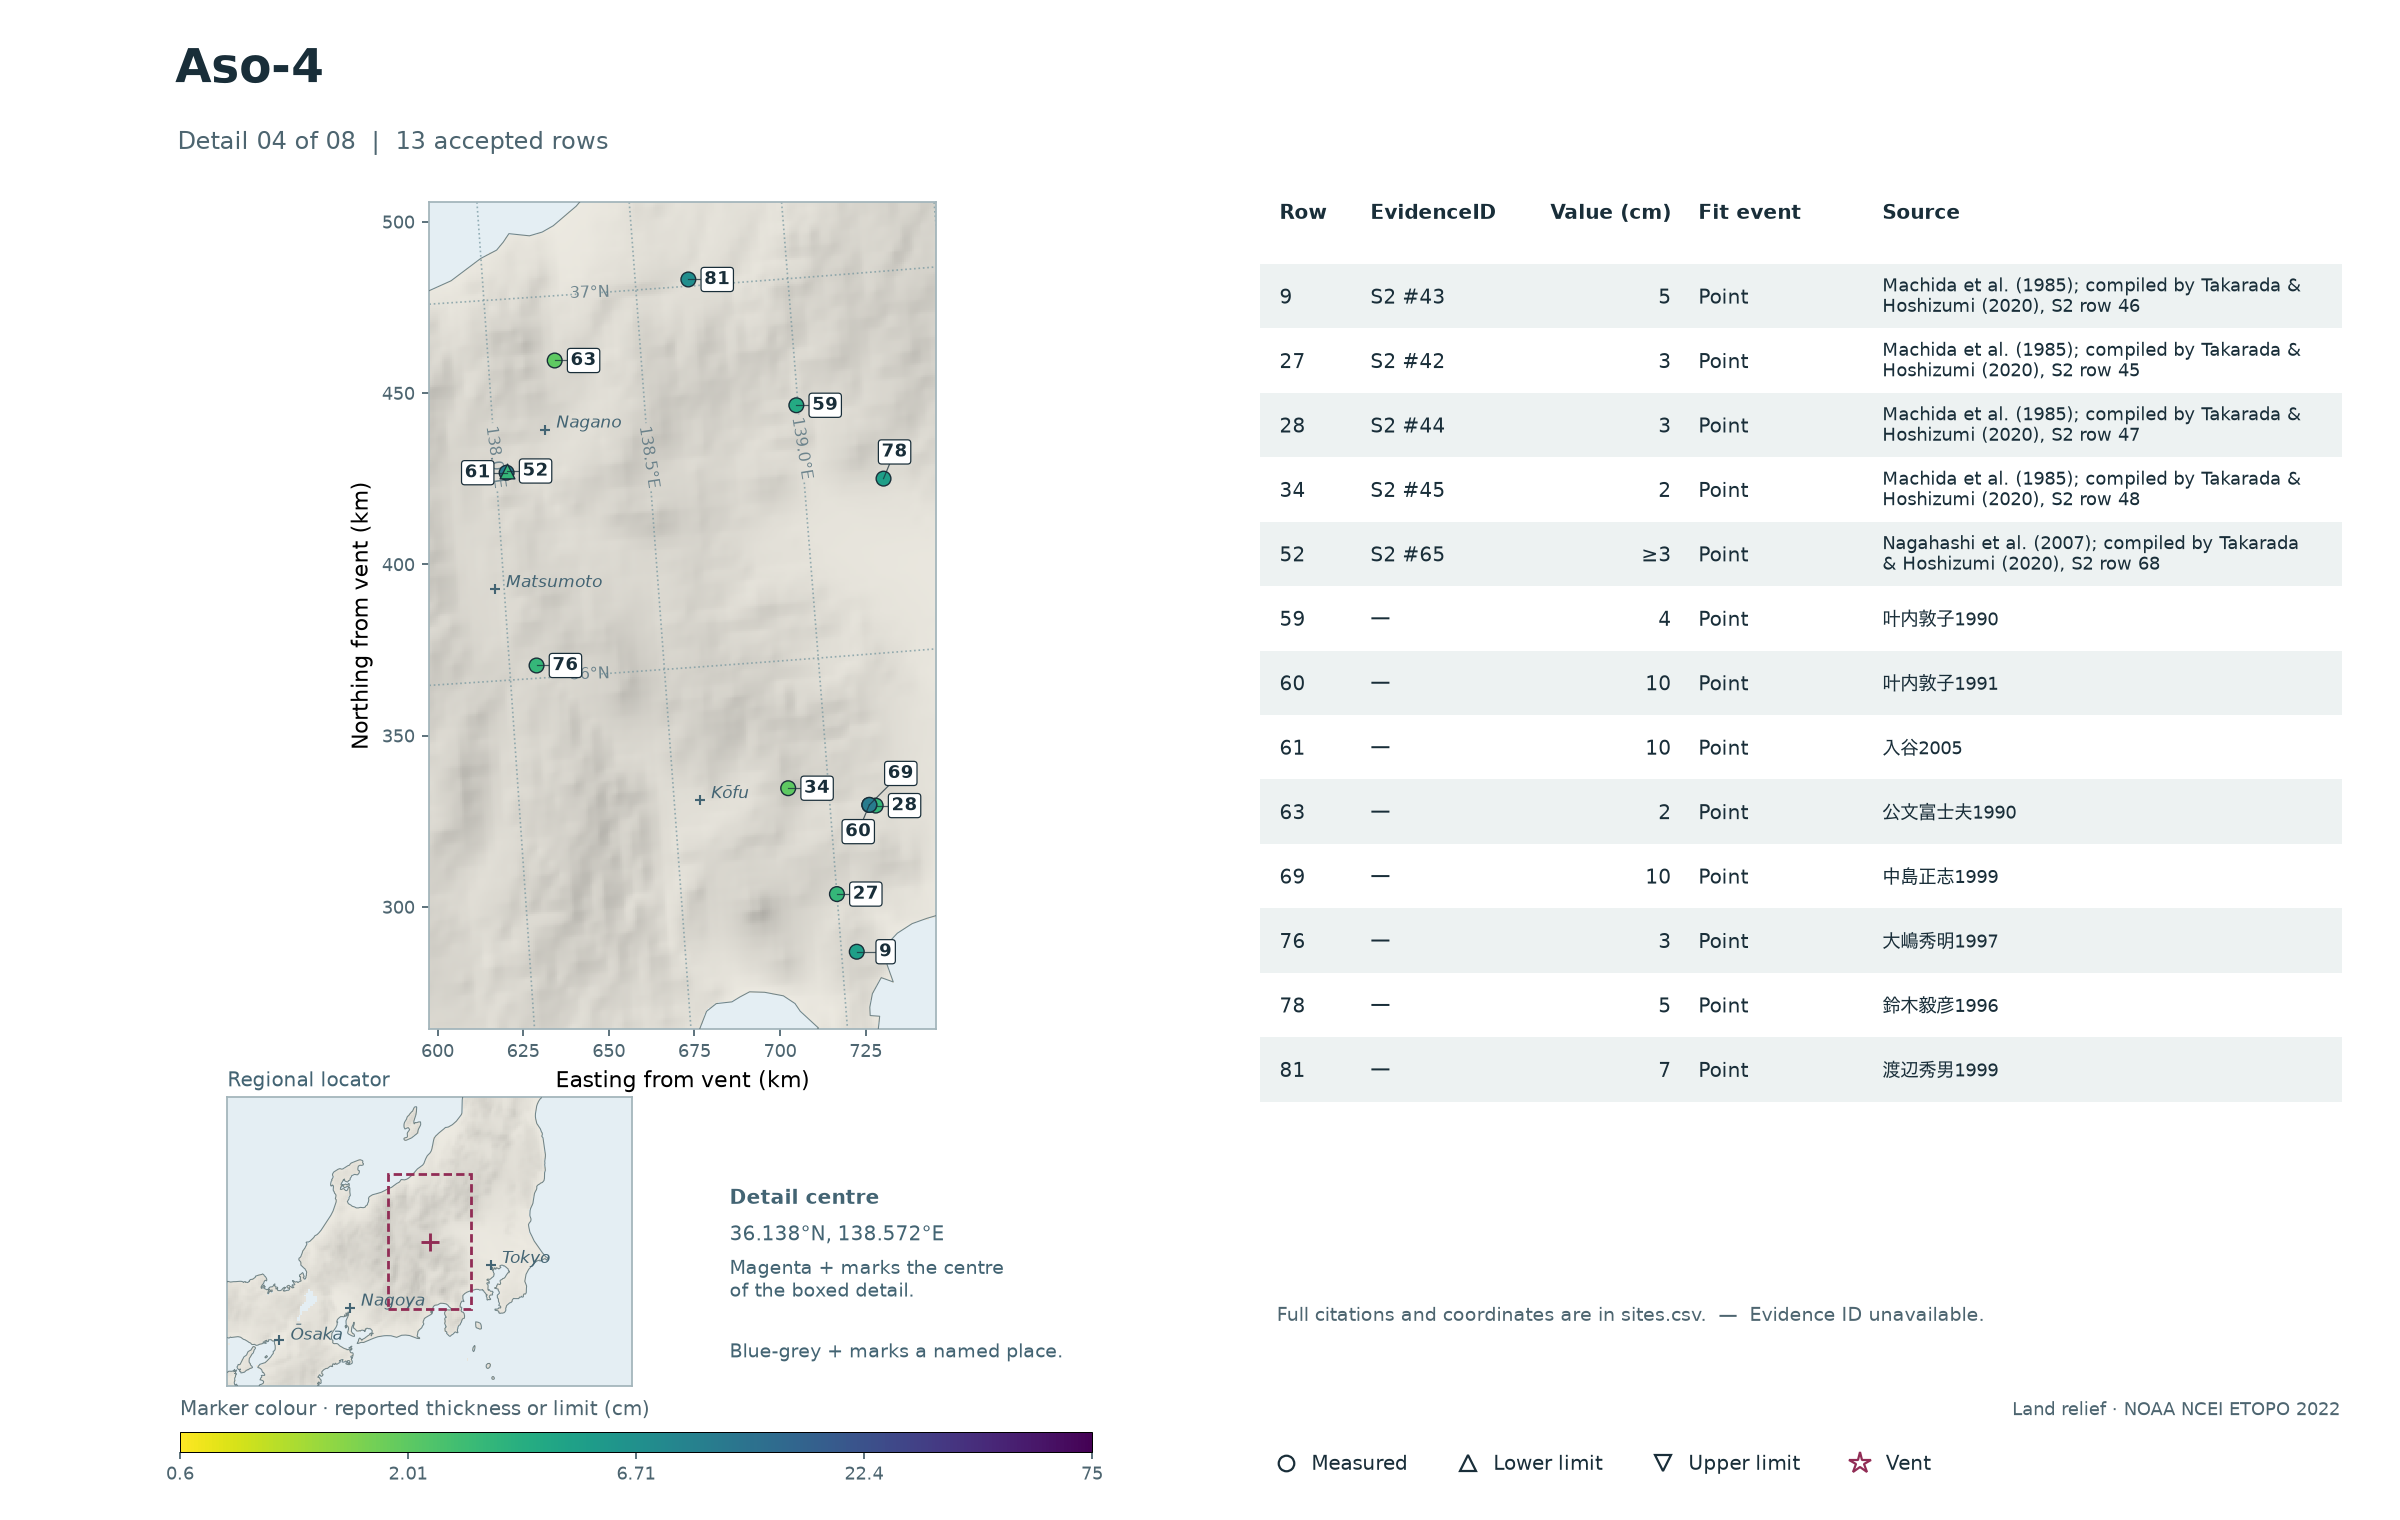 Aso-4
Detail 04 of 08 | 13 accepted rows
500
450
400
350
300
Northing from vent (km)
600
625
650
675
700
725
Easting from vent (km)
37°N
36°N
138.0°E
138.5°E
139.0°E
81
63
59
Nagano
78
61
52
Matsumoto
76
69
Kōfu
34
28
60
27
9
Regional locator
Tokyo
Nagoya
Ōsaka
Detail centre
36.138°N, 138.572°E
Magenta + marks the centre
of the boxed detail.
Blue-grey + marks a named place.
Marker colour · reported thickness or limit (cm)
0.6
2.01
6.71
22.4
75
Row EvidenceID Value (cm) Fit event Source
9 S2 #43 5 Point Machida et al. (1985); compiled by Takarada &
Hoshizumi (2020), S2 row 46
27 S2 #42 3 Point Machida et al. (1985); compiled by Takarada &
Hoshizumi (2020), S2 row 45
28 S2 #44 3 Point Machida et al. (1985); compiled by Takarada &
Hoshizumi (2020), S2 row 47
34 S2 #45 2 Point Machida et al. (1985); compiled by Takarada &
Hoshizumi (2020), S2 row 48
52 S2 #65 ≥3 Point Nagahashi et al. (2007); compiled by Takarada
& Hoshizumi (2020), S2 row 68
59 — 4 Point 叶内敦子1990
60 — 10 Point 叶内敦子1991
61 — 10 Point 入谷2005
63 — 2 Point 公文富士夫1990
69 — 10 Point 中島正志1999
76 — 3 Point 大嶋秀明1997
78 — 5 Point 鈴木毅彦1996
81 — 7 Point 渡辺秀男1999
Full citations and coordinates are in sites.csv. — Evidence ID unavailable.
Land relief · NOAA NCEI ETOPO 2022
Measured
Lower limit
Upper limit
Vent